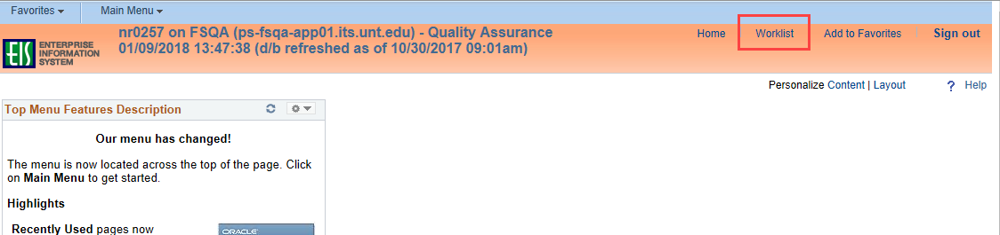 Favorites Main Menu
nr0257 on FSQA (ps-fsqa-app01.its.unt.edu) - Quality Assurance
01/09/2018 13:47:38 (d/b refreshed as of 10/30/2017 09:01am)
Home Worklist Add to Favorites Sign out
EIS ENTERPRISE
INFORMATION
SYSTEM
Personalize Content | Layout ? Help
Top Menu Features Description
Our menu has changed!
The menu is now located across the top of the page. Click
on Main Menu to get started.
Highlights
Recently Used pages now
ORACLE